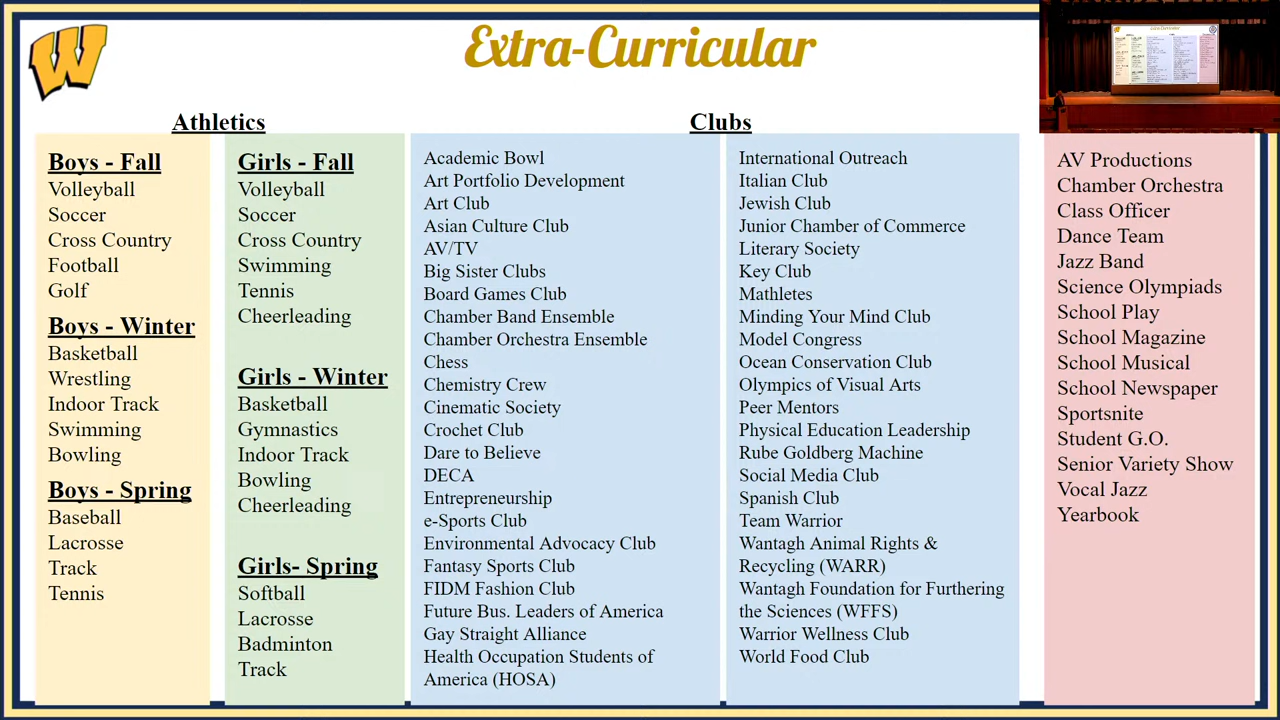 W
Extra-Curricular
Athletics
Boys - Fall
Volleyball
Soccer
Cross Country
Football
Golf
Boys - Winter
Basketball
Wrestling
Indoor Track
Swimming
Bowling
Boys - Spring
Baseball
Lacrosse
Track
Tennis
Girls - Fall
Volleyball
Soccer
Cross Country
Swimming
Tennis
Cheerleading
Girls - Winter
Basketball
Gymnastics
Indoor Track
Bowling
Cheerleading
Girls- Spring
Softball
Lacrosse
Badminton
Track
Clubs
Academic Bowl
Art Portfolio Development
Art Club
Asian Culture Club
AV/TV
Big Sister Clubs
Board Games Club
Chamber Band Ensemble
Chamber Orchestra Ensemble
Chess
Chemistry Crew
Cinematic Society
Crochet Club
Dare to Believe
DECA
Entrepreneurship
e-Sports Club
Environmental Advocacy Club
Fantasy Sports Club
FIDM Fashion Club
Future Bus. Leaders of America
Gay Straight Alliance
Health Occupation Students of
America (HOSA)
International Outreach
Italian Club
Jewish Club
Junior Chamber of Commerce
Literary Society
Key Club
Mathletes
Minding Your Mind Club
Model Congress
Ocean Conservation Club
Olympics of Visual Arts
Peer Mentors
Physical Education Leadership
Rube Goldberg Machine
Social Media Club
Spanish Club
Team Warrior
Wantagh Animal Rights &
Recycling (WARR)
Wantagh Foundation for Furthering
the Sciences (WFFS)
Warrior Wellness Club
World Food Club
AV Productions
Chamber Orchestra
Class Officer
Dance Team
Jazz Band
Science Olympiads
School Play
School Magazine
School Musical
School Newspaper
Sportsnite
Student G.O.
Senior Variety Show
Vocal Jazz
Yearbook